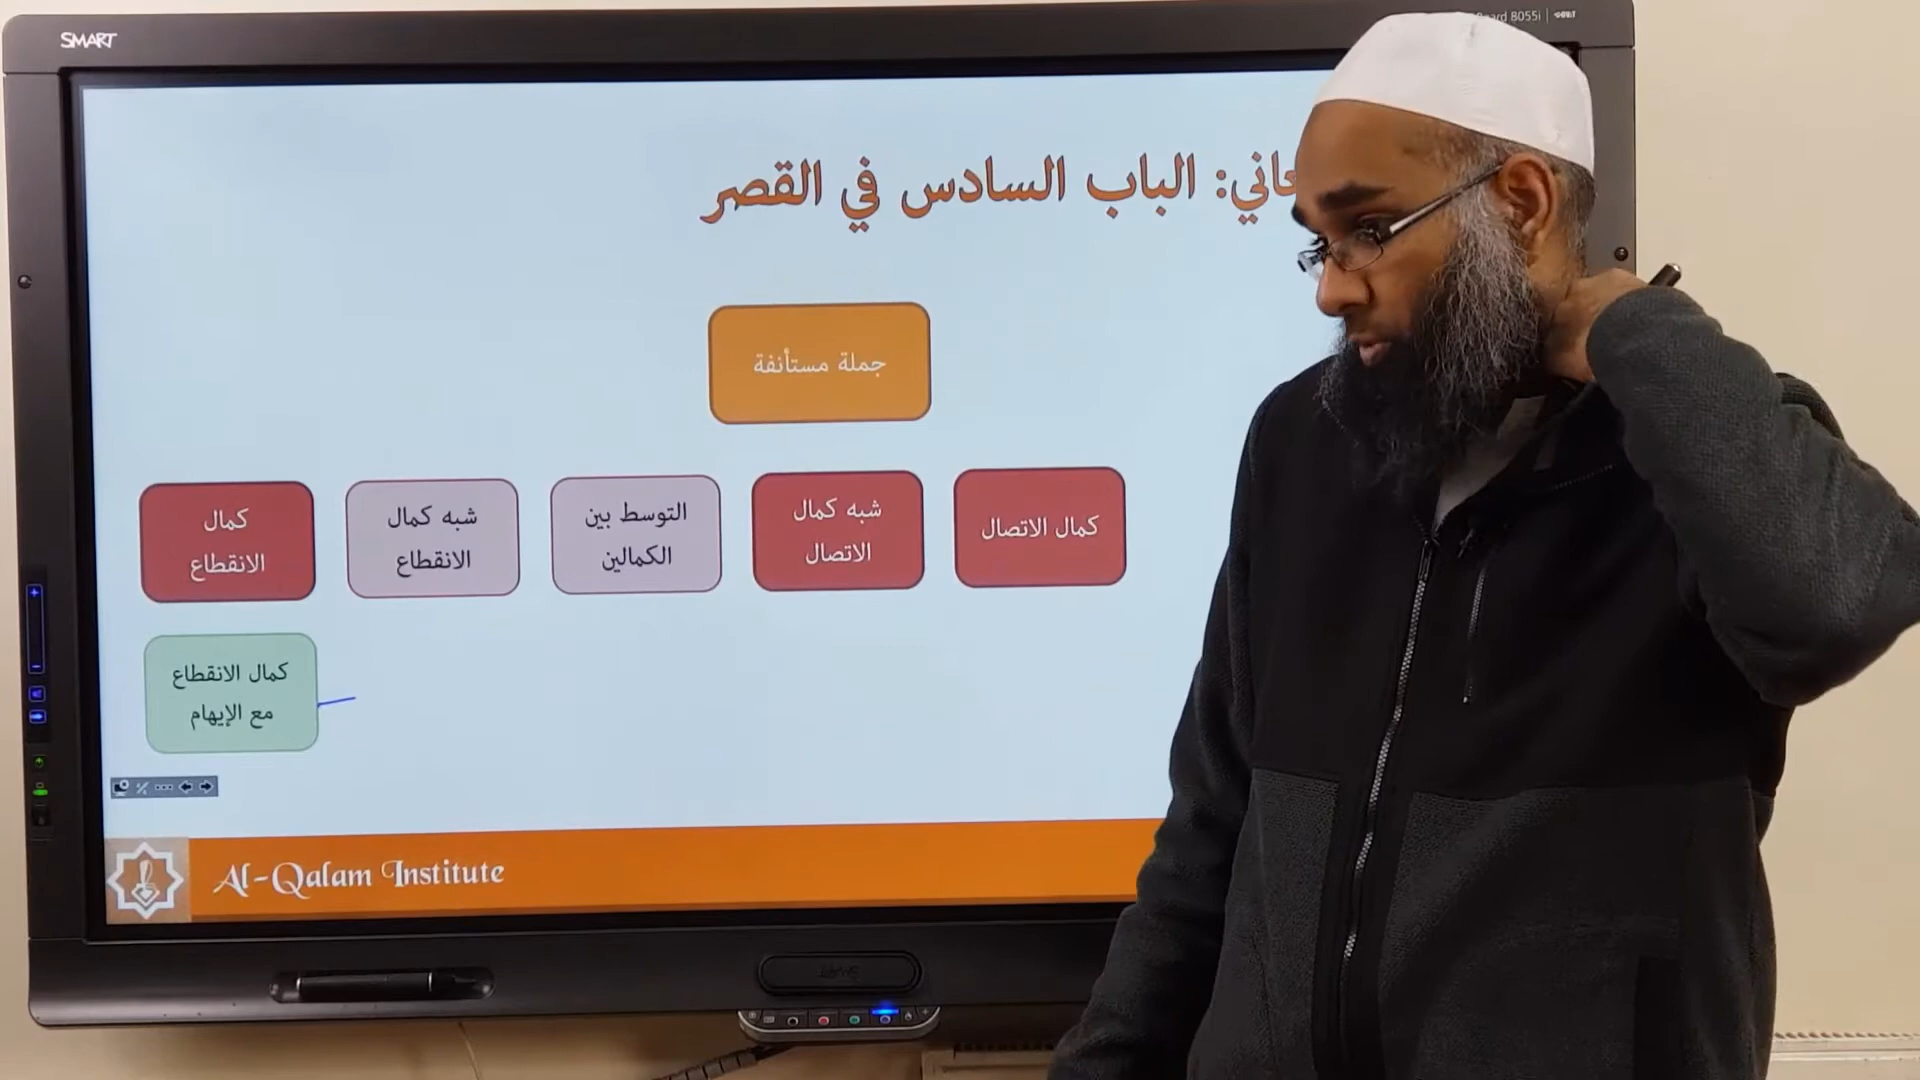 SMART
الباب السادس في القصر
جملة مستأنفة
كمال الاتصال
شبه كمال
الاتصال
التوسط بين
الكمالين
شبه كمال
الانقطاع
كمال
الانقطاع
كمال الانقطاع
مع الإيهام
Al-Qalam Institute